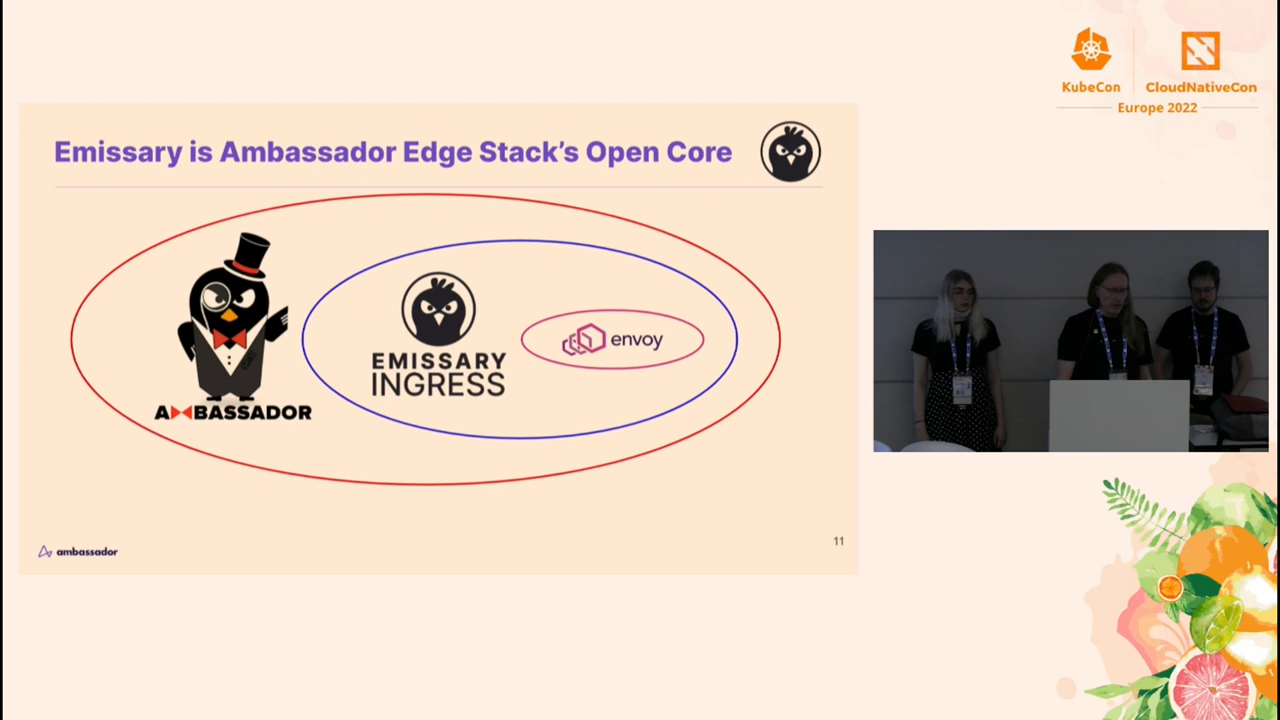 KubeCon
CloudNativeCon
Europe 2022
Emissary is Ambassador Edge Stack's Open Core
AMBASSADOR
EMISSARY
INGRESS
envoy
ambassador
11